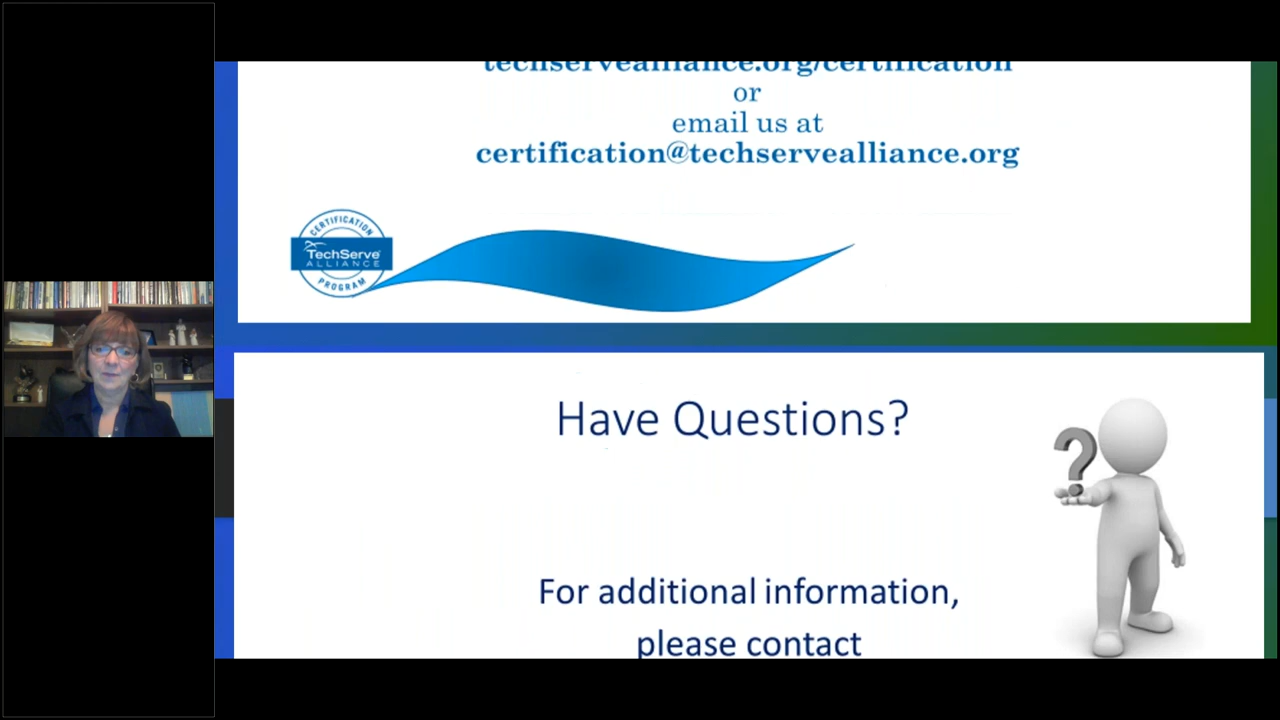 techservealliance.org/certification
or
email us at
certification@techservealliance.org
CERTIFICATION
TechServe
ALLIANCE
PROGRAM
Have Questions?
?
For additional information,
please contact